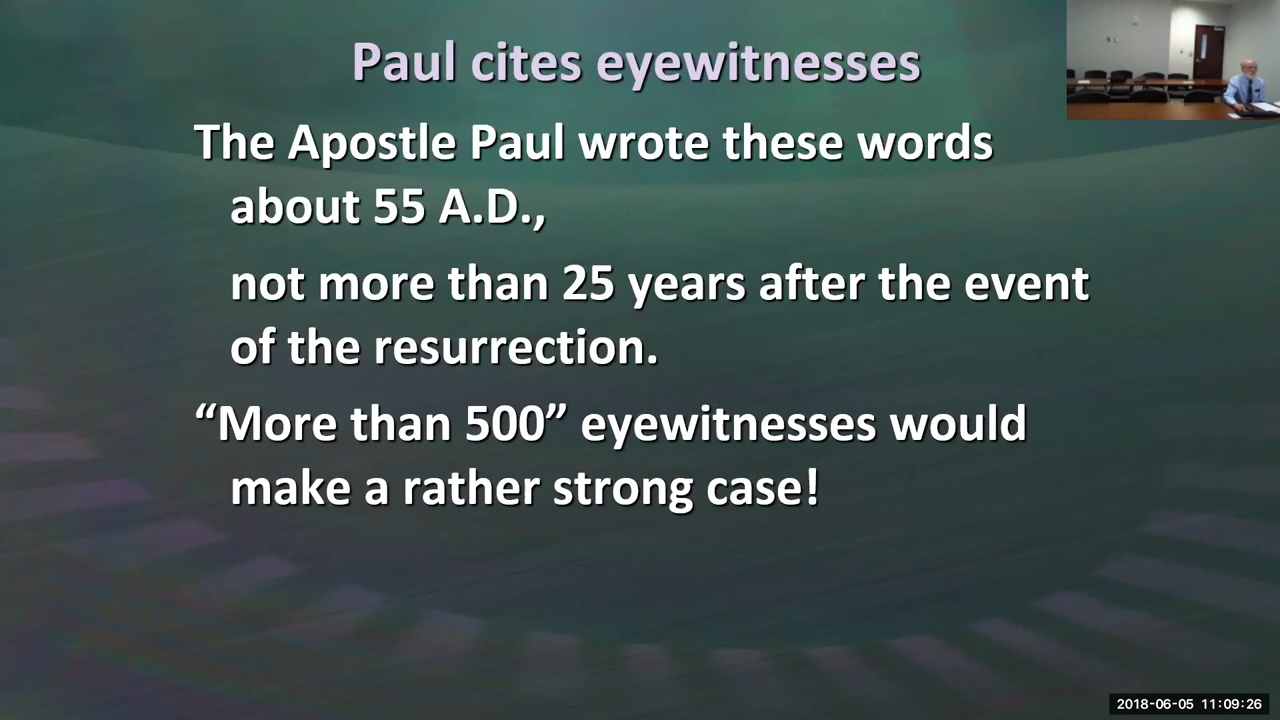 Paul cites eyewitnesses
The Apostle Paul wrote these words
about 55 A.D.,
not more than 25 years after the event
of the resurrection.
“More than 500” eyewitnesses would
make a rather strong case!
2018-06-05 11:09:26